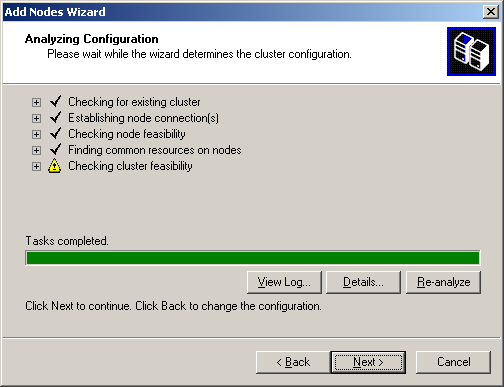 Add Nodes Wizard
Analyzing Configuration
Please wait while the wizard determines the cluster configuration.
Checking for existing cluster
Establishing node connection(s)
Checking node feasibility
Finding common resources on nodes
Checking cluster feasibility
Tasks completed.
View Log... Details... Re-analyze
Click Next to continue. Click Back to change the configuration.
< Back Next > Cancel